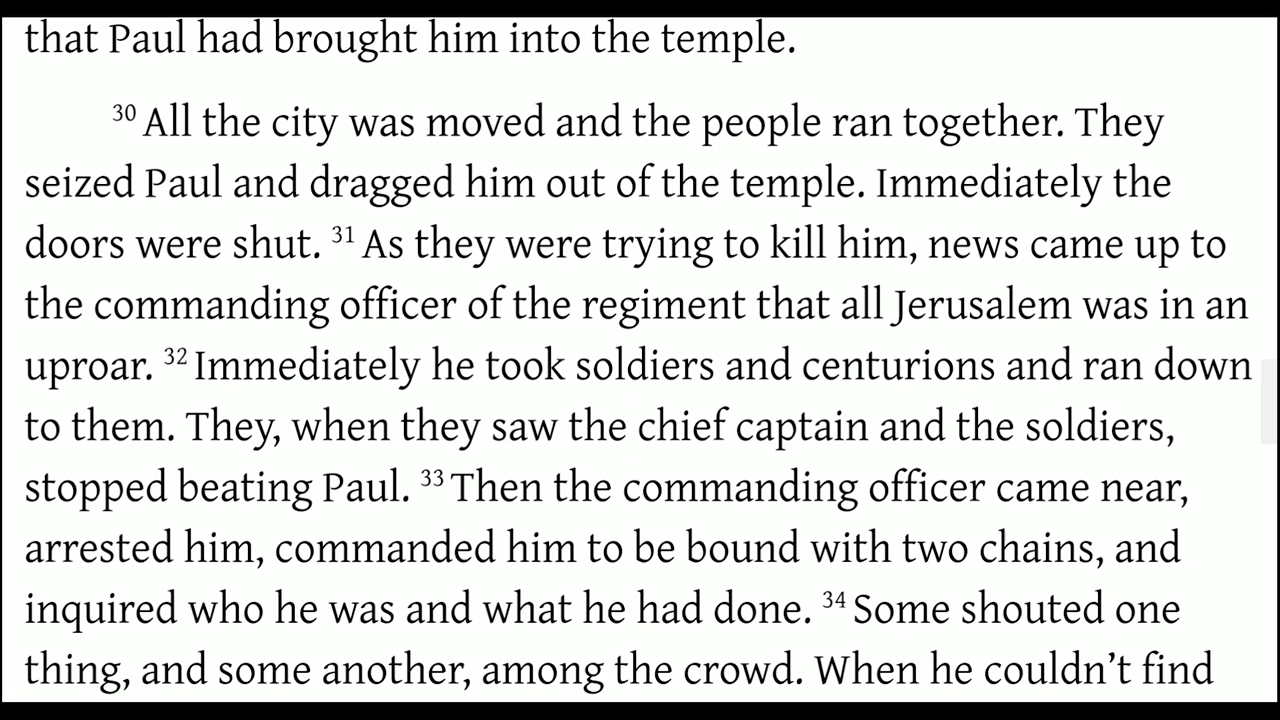 that Paul had brought him into the temple.
30 All the city was moved and the people ran together. They
seized Paul and dragged him out of the temple. Immediately the
doors were shut. 31 As they were trying to kill him, news came up to
the commanding officer of the regiment that all Jerusalem was in an
uproar. 32 Immediately he took soldiers and centurions and ran down
to them. They, when they saw the chief captain and the soldiers,
stopped beating Paul. 33 Then the commanding officer came near,
arrested him, commanded him to be bound with two chains, and
inquired who he was and what he had done. 34 Some shouted one
thing, and some another, among the crowd. When he couldn’t find